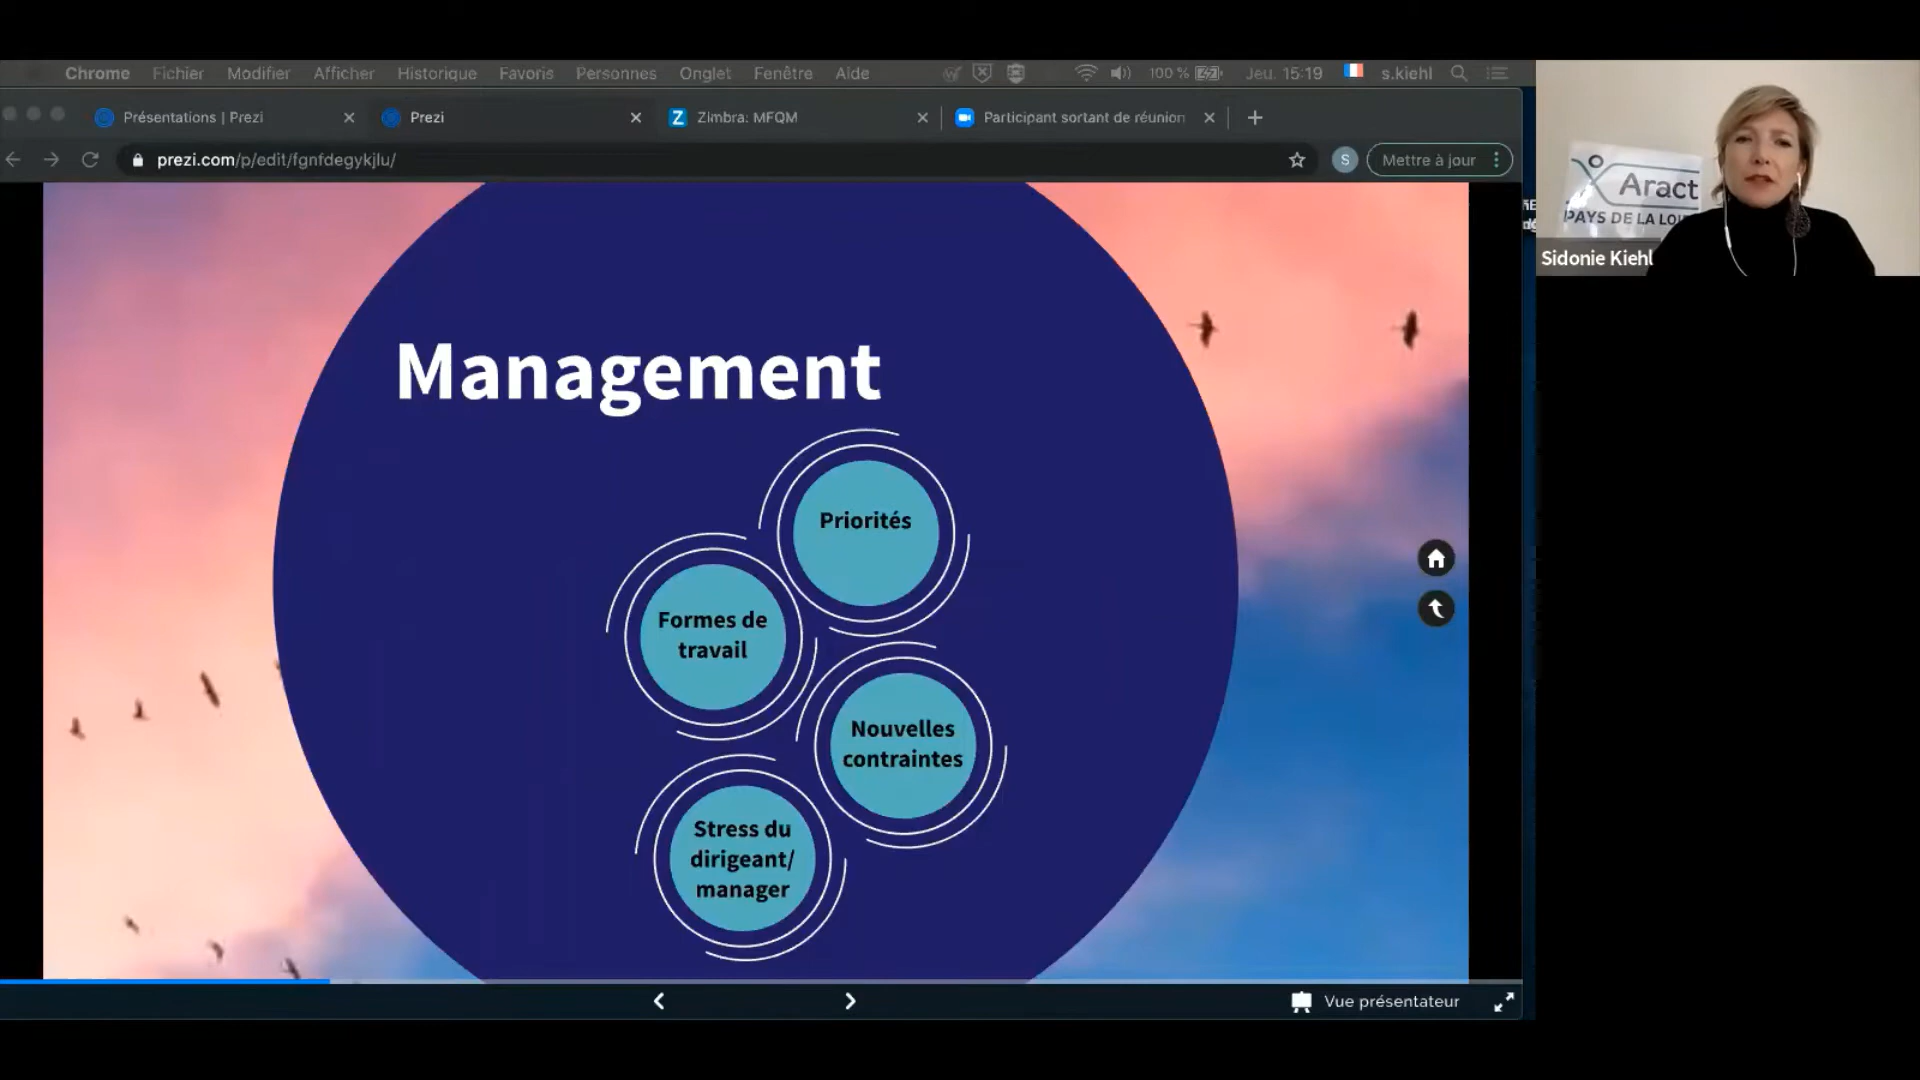 Chrome Fichier Modifier Afficher Historique Favoris Personnes Onglet Fenêtre Aide 100 % Jeu. 15:19 s.kiehl
Présentations | Prezi Prezi Zimbra: MFQM Participant sortant de réunion
prezi.com/p/edit/fgnfdegykjlu/ S Mettre à jour
Aract
PAYS DE LA LOI
Sidonie Kiehl
Management
Priorités
Formes de
travail
Nouvelles
contraintes
Stress du
dirigeant/
manager
Vue présentateur